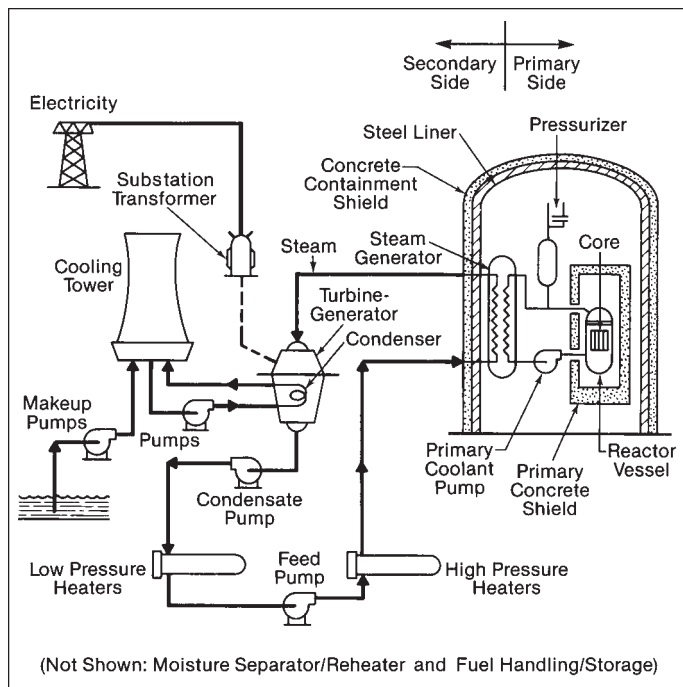 Secondary
Side
Primary
Side
Electricity
Steel Liner
Pressurizer
Concrete
Containment
Shield
Substation
Transformer
Steam
Steam
Generator
Core
Cooling
Tower
Turbine-
Generator
Condenser
Makeup
Pumps
Pumps
Condensate
Pump
Primary
Coolant
Pump
Primary
Concrete
Shield
Reactor
Vessel
Low Pressure
Heaters
Feed
Pump
High Pressure
Heaters
(Not Shown: Moisture Separator/Reheater and Fuel Handling/Storage)